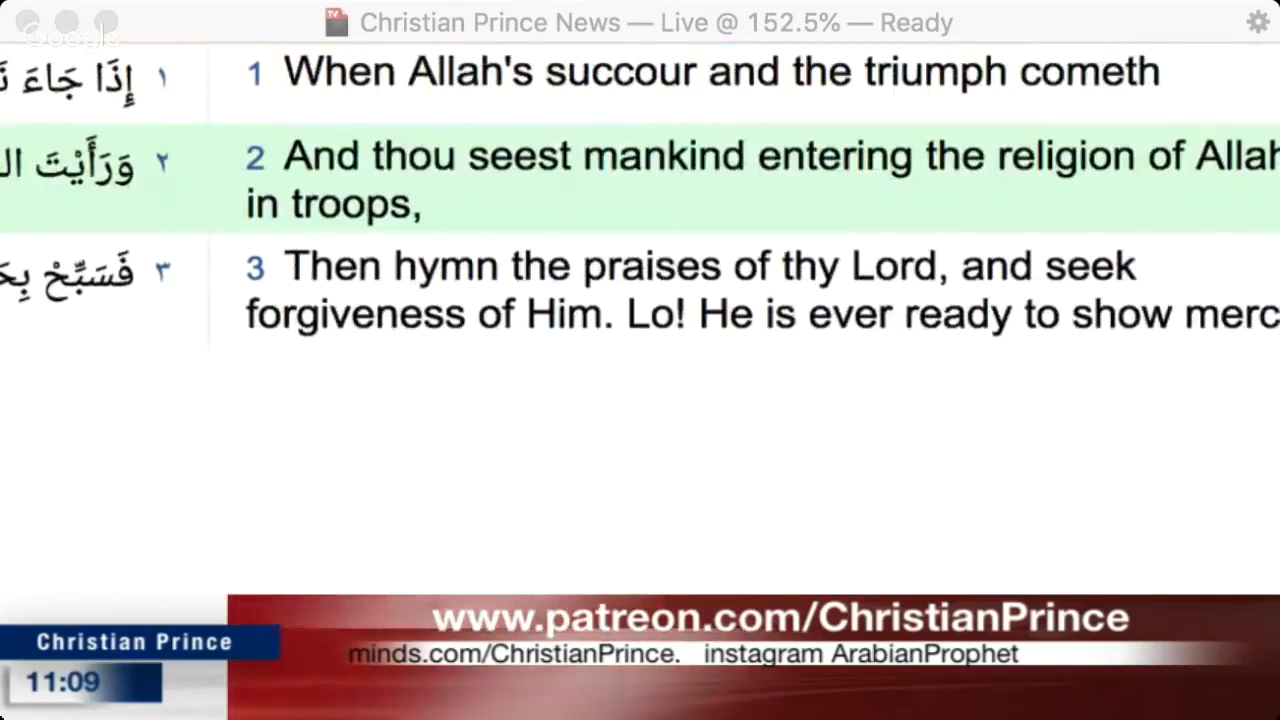 Christian Prince News — Live @ 152.5% — Ready
Google
إِذَا جَاءَ
١
1 When Allah's succour and the triumph cometh
وَرَأَيْتَ
٢
2 And thou seest mankind entering the religion of Allah
in troops,
فَسَبِّحْ
٣
3 Then hymn the praises of thy Lord, and seek
forgiveness of Him. Lo! He is ever ready to show merc
www.patreon.com/ChristianPrince
Christian Prince
minds.com/ChristianPrince. instagram ArabianProphet
11:09